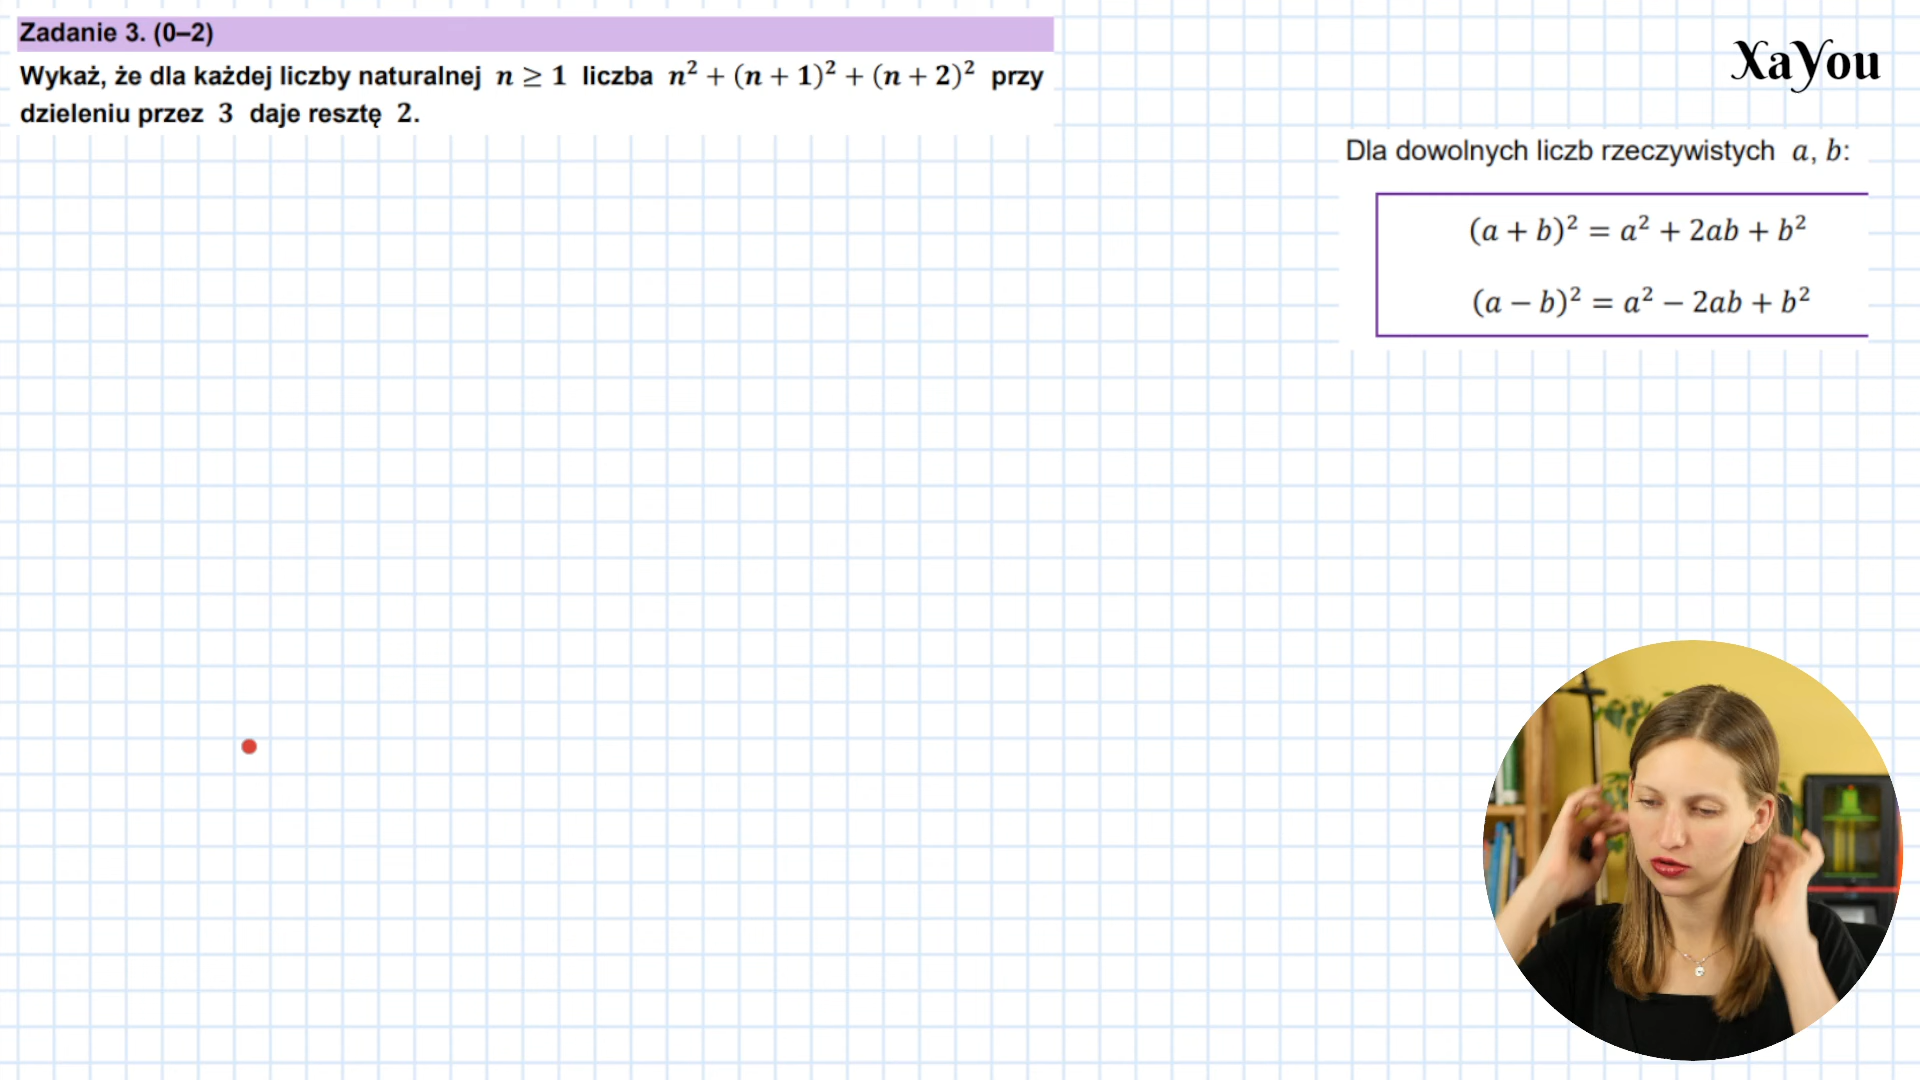 Zadanie 3. (0–2)
Wykaż, że dla każdej liczby naturalnej n ≥ 1 liczba n² + (n + 1)² + (n + 2)² przy
dzieleniu przez 3 daje resztę 2.
XaYou
Dla dowolnych liczb rzeczywistych a, b:
(a + b)² = a² + 2ab + b²
(a − b)² = a² − 2ab + b²